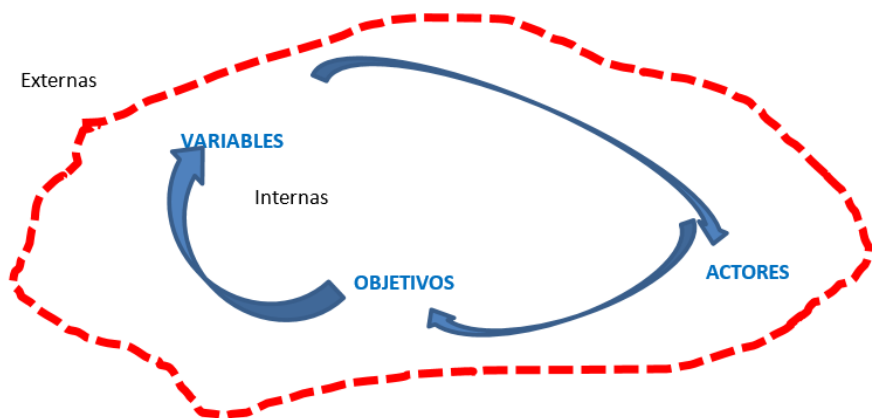 Externas
VARIABLES
Internas
OBJETIVOS
ACTORES